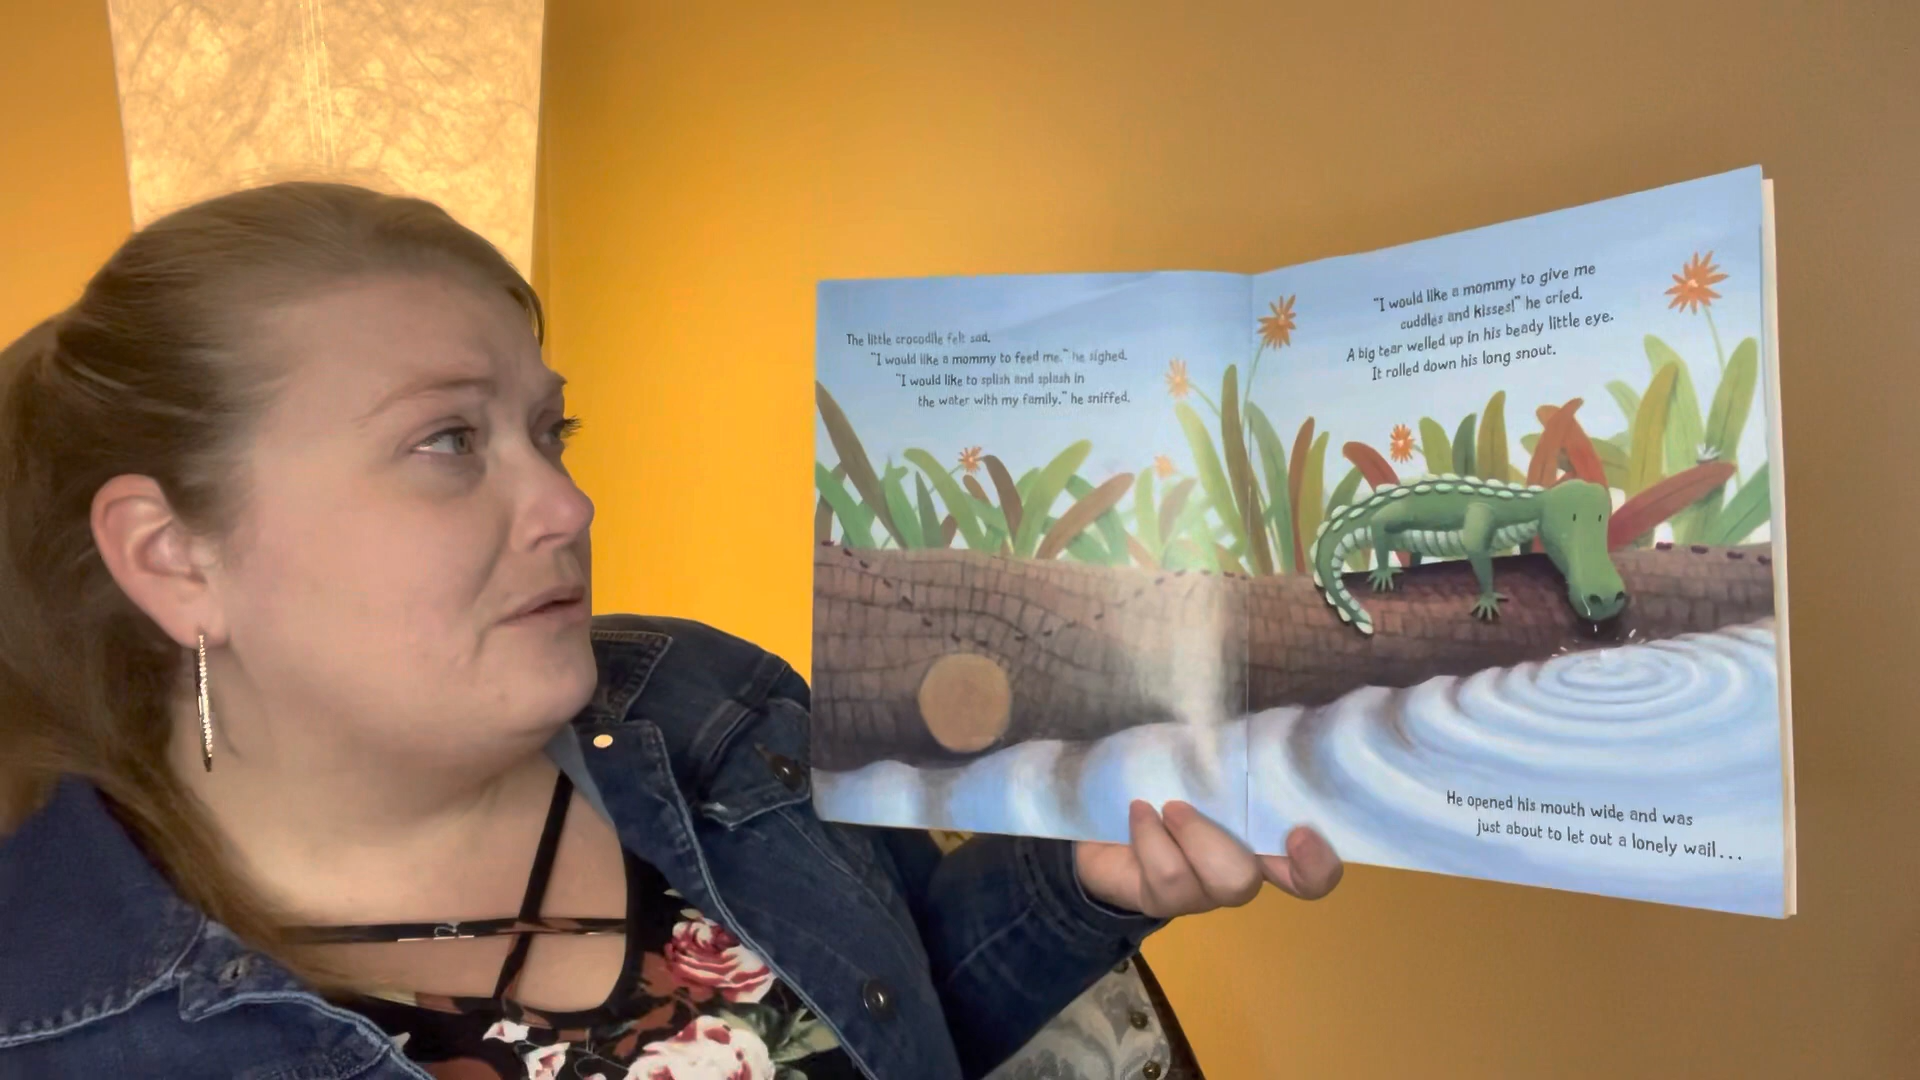 The little crocodile felt sad.
"I would like a mommy to feed me." he sighed.
"I would like to splish and splash in
the water with my family." he sniffed.
"I would like a mommy to give me
cuddles and kisses!" he cried.
A big tear welled up in his beady little eye.
It rolled down his long snout.
He opened his mouth wide and was
just about to let out a lonely wail...